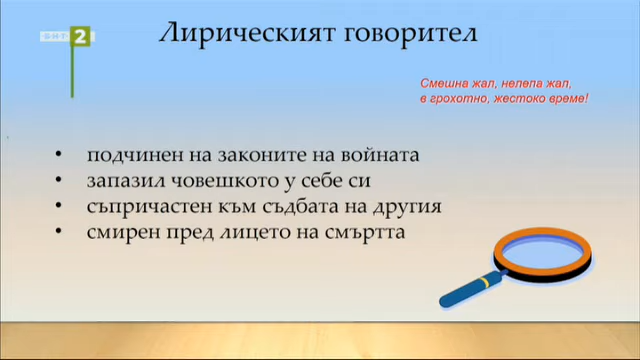 БНТ 2
Лирическият говорител
Смешна жал, нелепа жал,
в грохотно, жестоко време!
• подчинен на законите на войната
• запазил човешкото у себе си
• съпричастен към съдбата на другия
• смирен пред лицето на смъртта